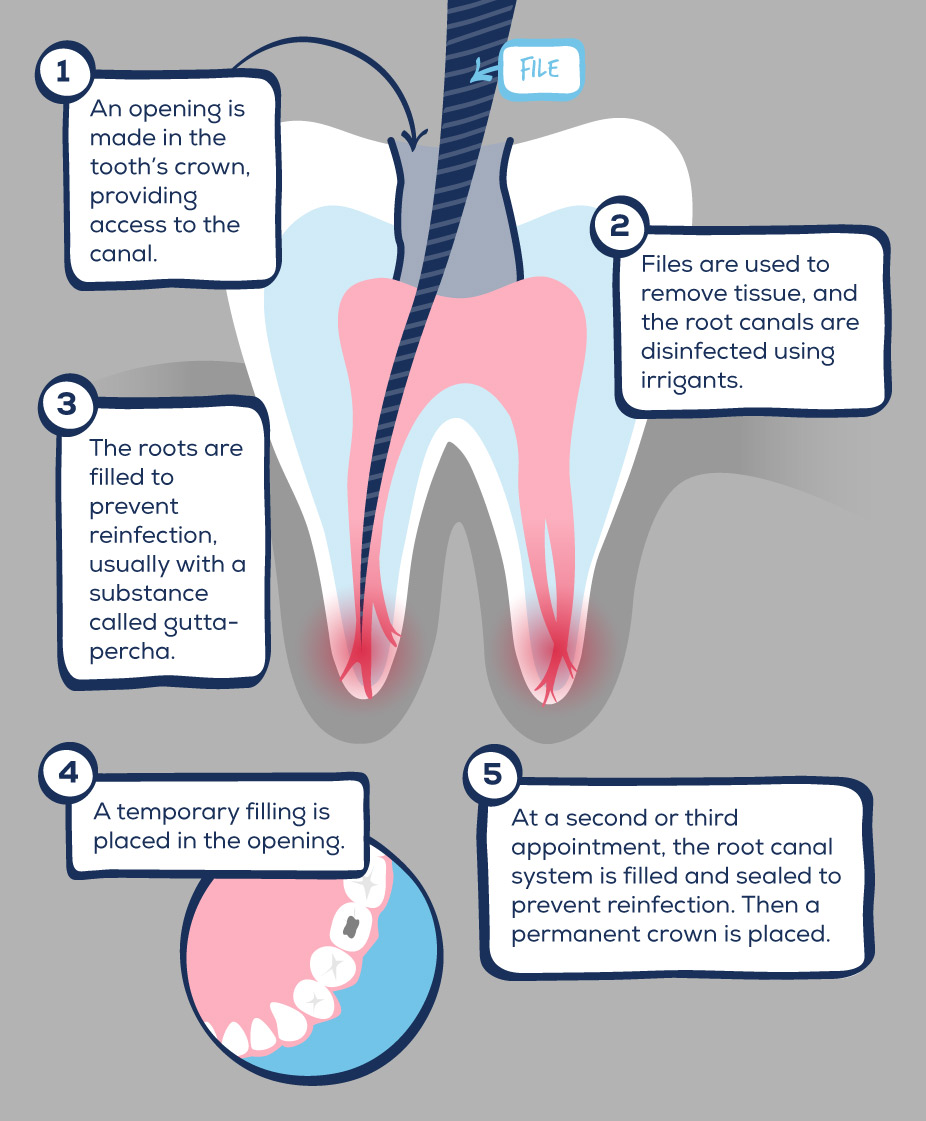 1
An opening is
made in the
tooth's crown,
providing
access to the
canal.
FILE
2
Files are used to
remove tissue, and
the root canals are
disinfected using
irrigants.
3
The roots are
filled to
prevent
reinfection,
usually with a
substance
called gutta-
percha.
4
A temporary filling is
placed in the opening.
5
At a second or third
appointment, the root canal
system is filled and sealed to
prevent reinfection. Then a
permanent crown is placed.